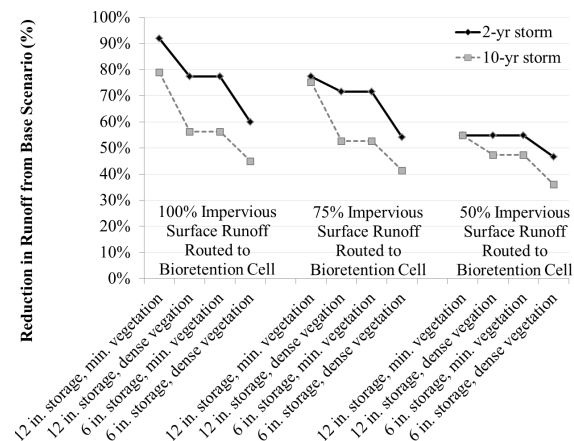 Reduction in Runoff from Base Scenario (%)
100%
90%
80%
70%
60%
50%
40%
30%
20%
10%
0%
2-yr storm
10-yr storm
100% Impervious
Surface Runoff
Routed to
Bioretention Cell
75% Impervious
Surface Runoff
Routed to
Bioretention Cell
50% Impervious
Surface Runoff
Routed to
Bioretention Cell
12 in. storage, min. vegetation
12 in. storage, dense vegation
6 in. storage, min. vegetation
6 in. storage, dense vegetation
12 in. storage, min. vegetation
12 in. storage, dense vegation
6 in. storage, min. vegetation
6 in. storage, dense vegetation
12 in. storage, min. vegetation
12 in. storage, dense vegation
6 in. storage, min. vegetation
6 in. storage, dense vegetation